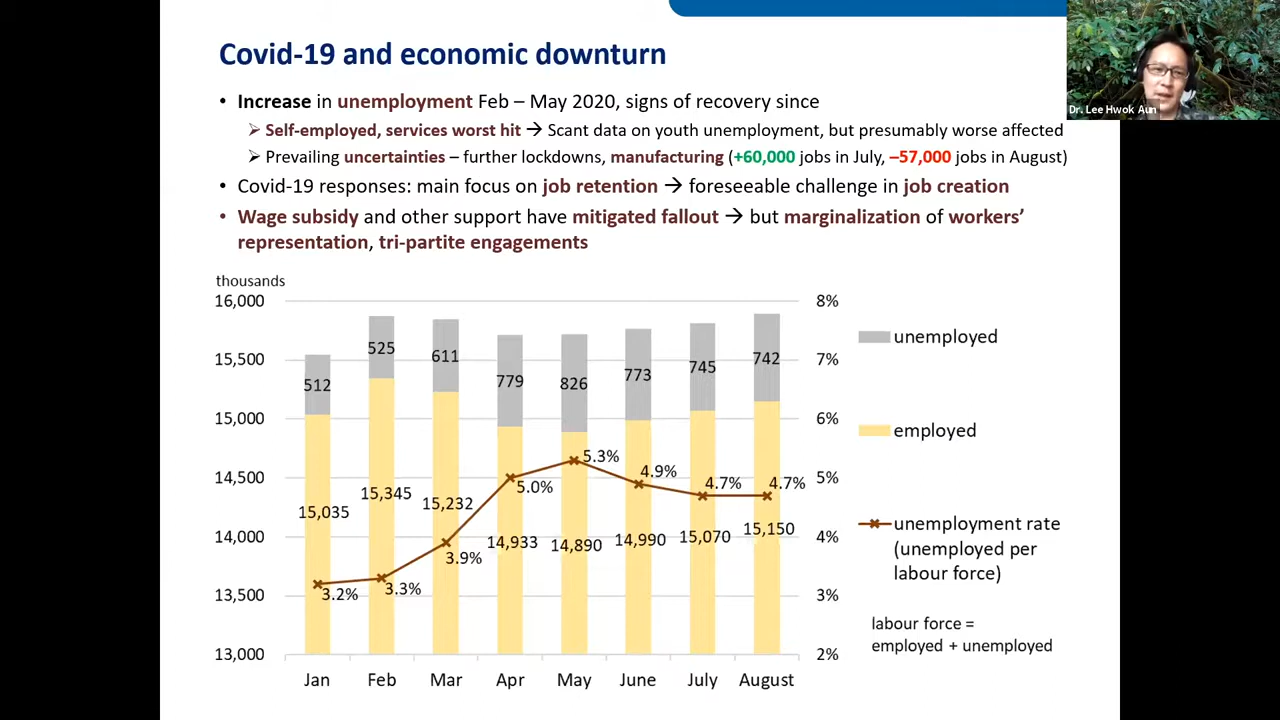 Covid-19 and economic downturn
Dr. Lee Hwok Aun
• Increase in unemployment Feb – May 2020, signs of recovery since
➢ Self-employed, services worst hit → Scant data on youth unemployment, but presumably worse affected
➢ Prevailing uncertainties – further lockdowns, manufacturing (+60,000 jobs in July, –57,000 jobs in August)
• Covid-19 responses: main focus on job retention → foreseeable challenge in job creation
• Wage subsidy and other support have mitigated fallout → but marginalization of workers’
representation, tri-partite engagements
thousands
16,000
15,500
15,000
14,500
14,000
13,500
13,000
8%
7%
6%
5%
4%
3%
2%
512
525
611
779
826
773
745
742
15,035
15,345
15,232
14,933
14,890
14,990
15,070
15,150
3.2%
3.3%
3.9%
5.0%
5.3%
4.9%
4.7%
4.7%
Jan
Feb
Mar
Apr
May
June
July
August
unemployed
employed
unemployment rate
(unemployed per
labour force)
labour force =
employed + unemployed